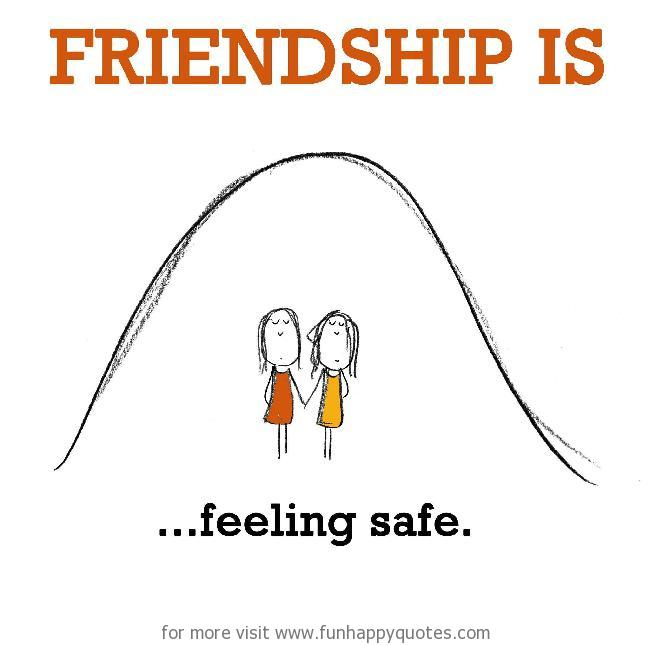 FRIENDSHIP IS
...feeling safe.
for more visit www.funhappyquotes.com